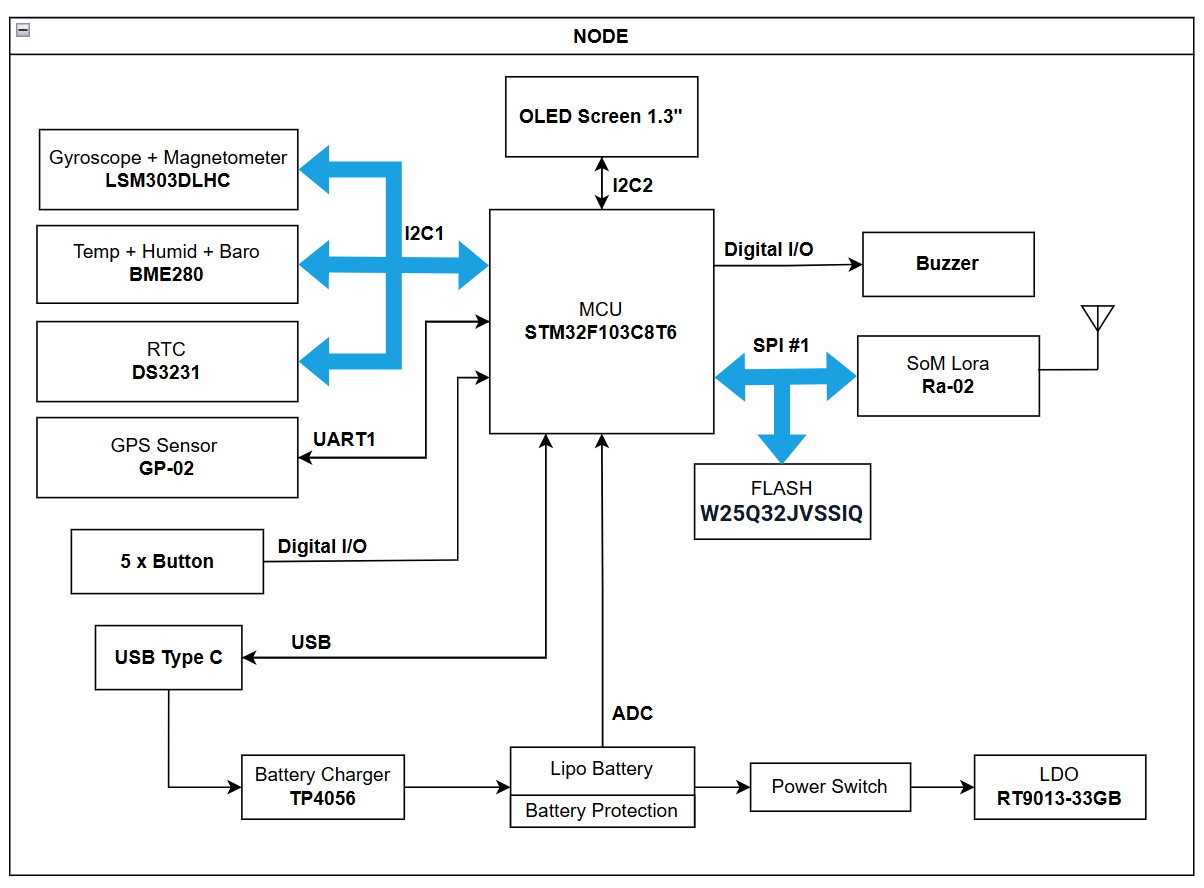 NODE
OLED Screen 1.3"
I2C2
Gyroscope + Magnetometer
LSM303DLHC
I2C1
Temp + Humid + Baro
BME280
RTC
DS3231
GPS Sensor
GP-02
UART1
5 x Button
Digital I/O
USB Type C
USB
MCU
STM32F103C8T6
Digital I/O
Buzzer
SPI #1
SoM Lora
Ra-02
FLASH
W25Q32JVSSIQ
ADC
Battery Charger
TP4056
Lipo Battery
Battery Protection
Power Switch
LDO
RT9013-33GB